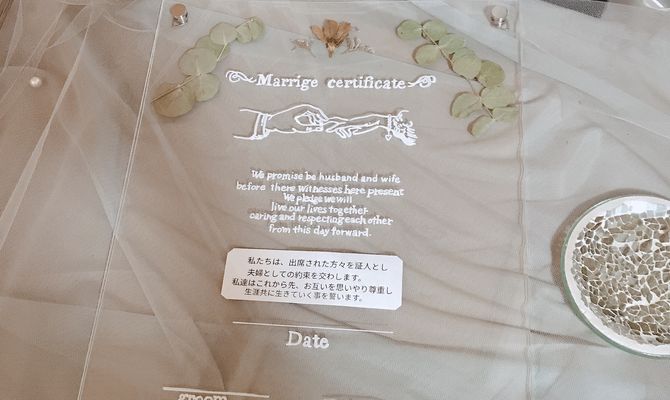 Marrige certificate
We promise be husband and wife
before there witnesses here present
We pledge we will
live our lives together
caring and respecting each other
from this day forward.
私たちは、出席された方々を証人とし
夫婦としての約束を交わします。
私達はこれから先、お互いを思いやり尊重し
生涯共に生きていく事を誓います。
Date
groom